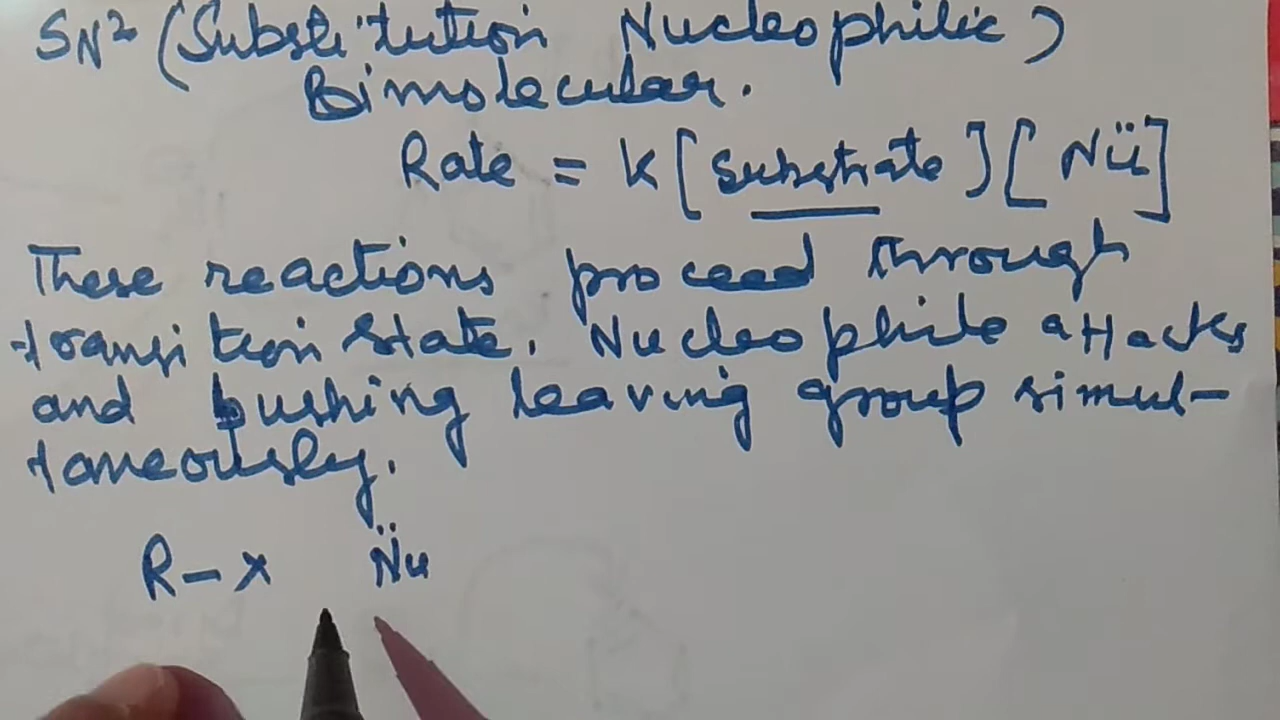 SN² (Substitution Nucleophilic)
Bimolecular.
Rate = K [Substrate] [Nü]
These reactions proceed through
transition state. Nucleophile attacks
and pushing leaving group simul-
taneously.
R-X N̈u